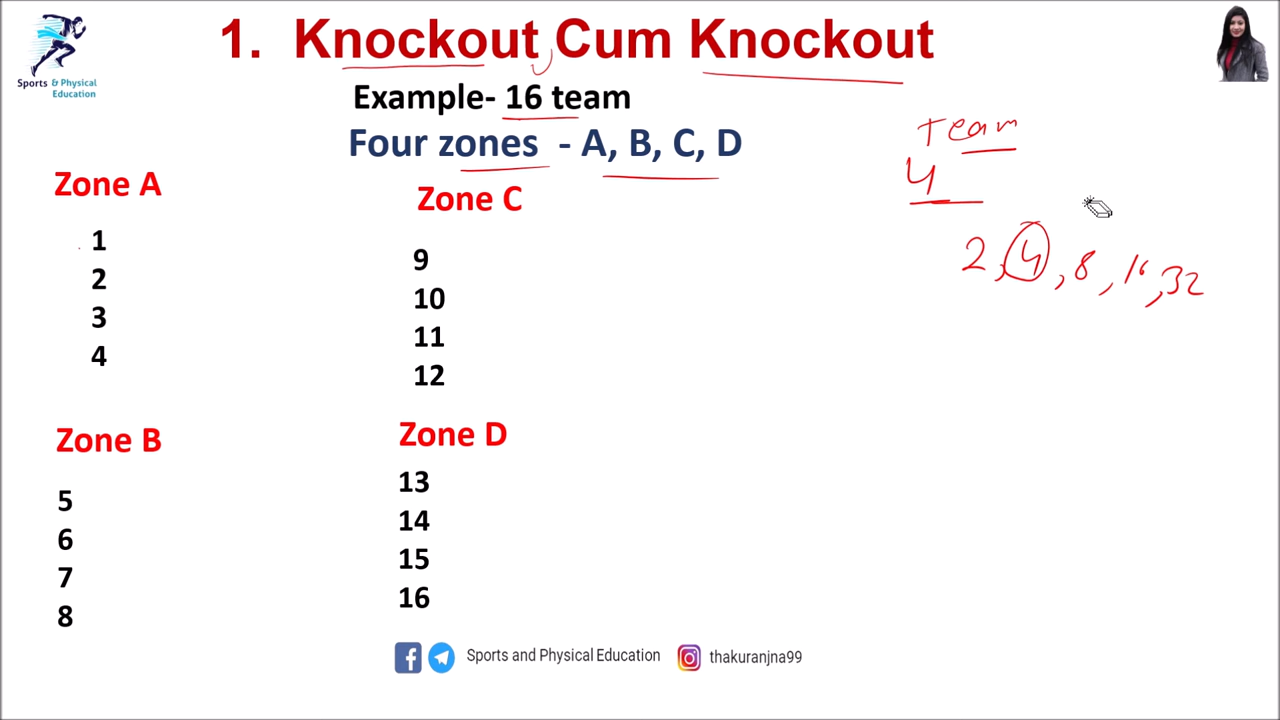 1. Knockout Cum Knockout
Sports & Physical
Education
Example- 16 team
Four zones - A, B, C, D
Team
4
2, 4, 8, 16, 32
Zone A
1
2
3
4
Zone B
5
6
7
8
Zone C
9
10
11
12
Zone D
13
14
15
16
Sports and Physical Education
thakuranjna99